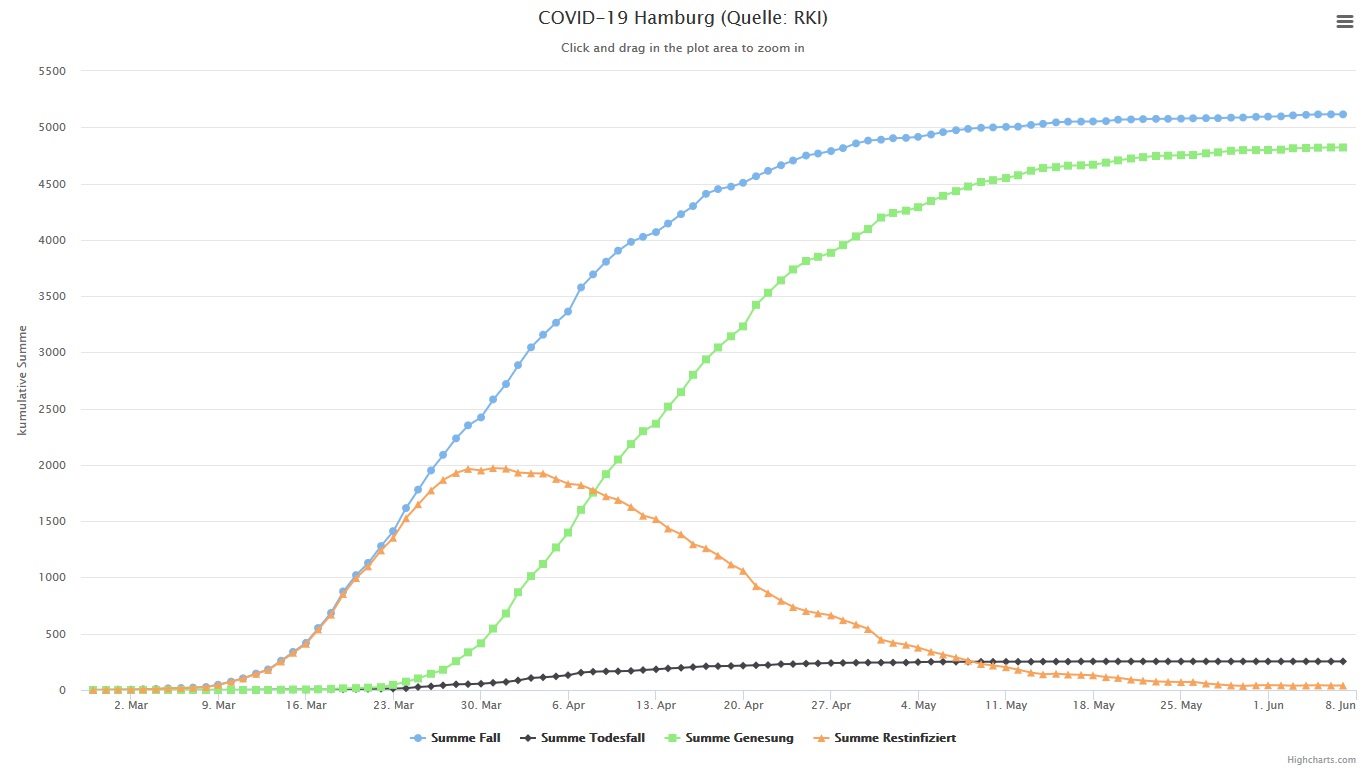 COVID-19 Hamburg (Quelle: RKI)
Click and drag in the plot area to zoom in
kumulative Summe
5500
5000
4500
4000
3500
3000
2500
2000
1500
1000
500
0
2. Mar 9. Mar 16. Mar 23. Mar 30. Mar 6. Apr 13. Apr 20. Apr 27. Apr 4. May 11. May 18. May 25. May 1. Jun 8. Jun
Summe Fall Summe Todesfall Summe Genesung Summe Restinfiziert
Highcharts.com